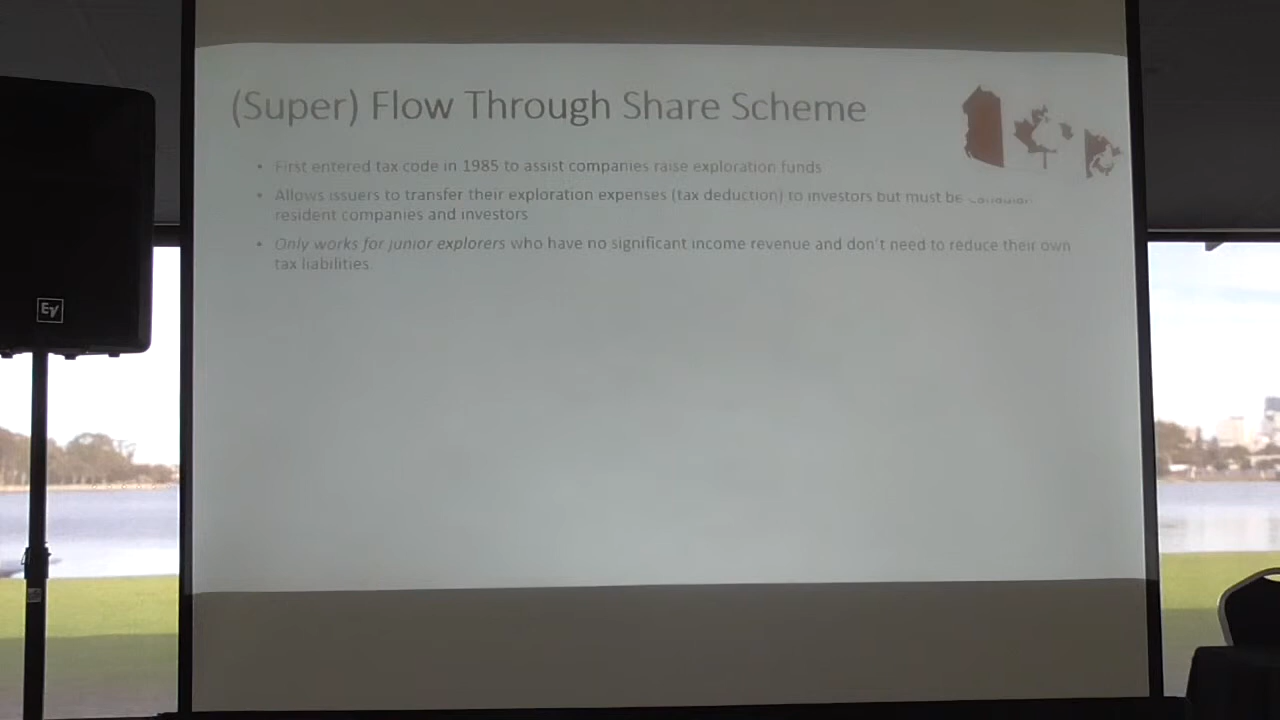 (Super) Flow Through Share Scheme
• First entered tax code in 1985 to assist companies raise exploration funds
• Allows issuers to transfer their exploration expenses (tax deduction) to investors but must be
resident companies and investors
• Only works for junior explorers who have no significant income revenue and don't need to reduce their own
tax liabilities.
EV